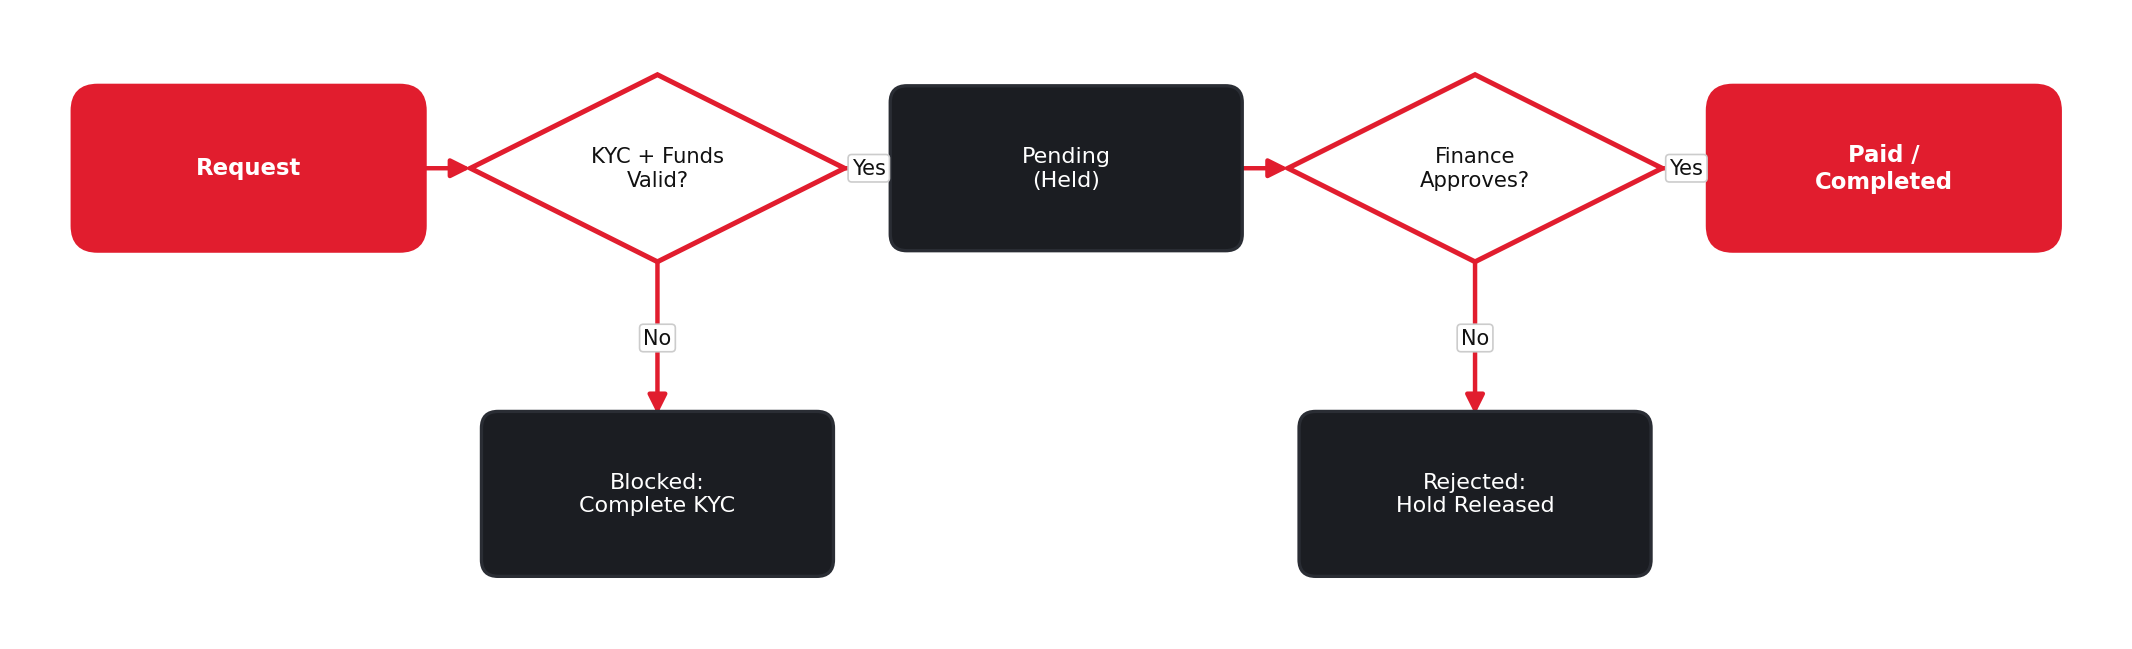 Request
KYC + Funds
Valid?
Yes
Pending
(Held)
Finance
Approves?
Yes
Paid /
Completed
No
No
Blocked:
Complete KYC
Rejected:
Hold Released